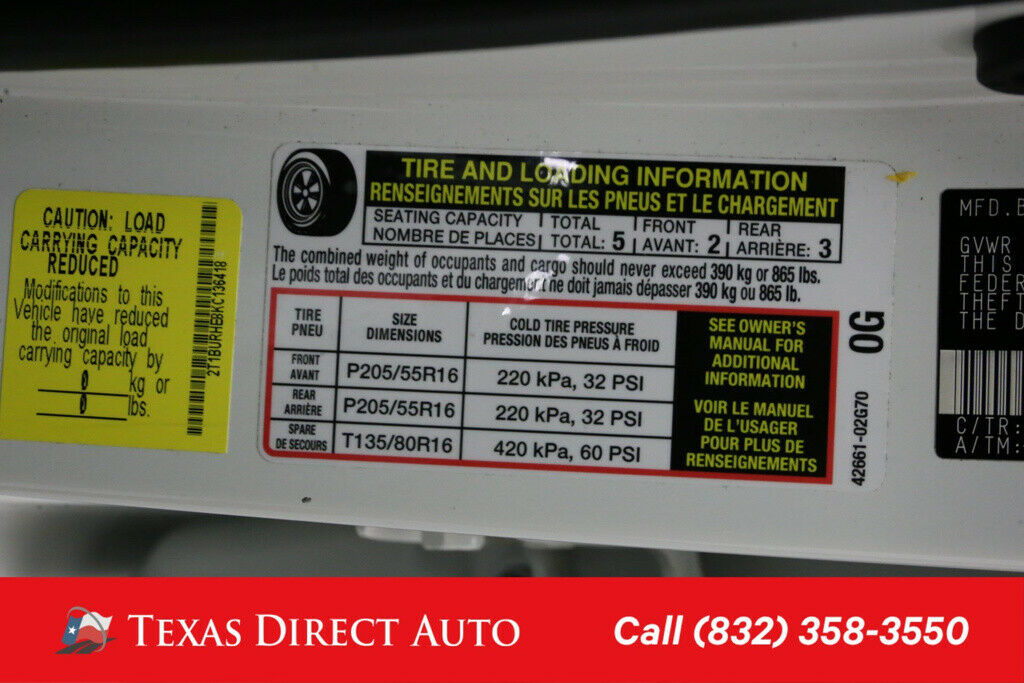 CAUTION: LOAD
CARRYING CAPACITY
REDUCED
Modifications to this
Vehicle have reduced
the original load
carrying capacity by
0 kg or
0 lbs.
2T1BURHE8KC136418
TIRE AND LOADING INFORMATION
RENSEIGNEMENTS SUR LES PNEUS ET LE CHARGEMENT
SEATING CAPACITY TOTAL FRONT REAR
NOMBRE DE PLACES TOTAL: 5 AVANT: 2 ARRIÈRE: 3
The combined weight of occupants and cargo should never exceed 390 kg or 865 lbs.
Le poids total des occupants et du chargement ne doit jamais dépasser 390 kg ou 865 lb.
TIRE SIZE COLD TIRE PRESSURE
PNEU DIMENSIONS PRESSION DES PNEUS À FROID
FRONT
AVANT P205/55R16 220 kPa, 32 PSI
REAR
ARRIÈRE P205/55R16 220 kPa, 32 PSI
SPARE
DE SECOURS T135/80R16 420 kPa, 60 PSI
SEE OWNER'S
MANUAL FOR
ADDITIONAL
INFORMATION
VOIR LE MANUEL
DE L'USAGER
POUR PLUS DE
RENSEIGNEMENTS
42661-02G70 0G
MFD.B
GVWR
THIS
FEDER
THEFT
THE D
C/TR:
A/TM:
TEXAS DIRECT AUTO
Call (832) 358-3550